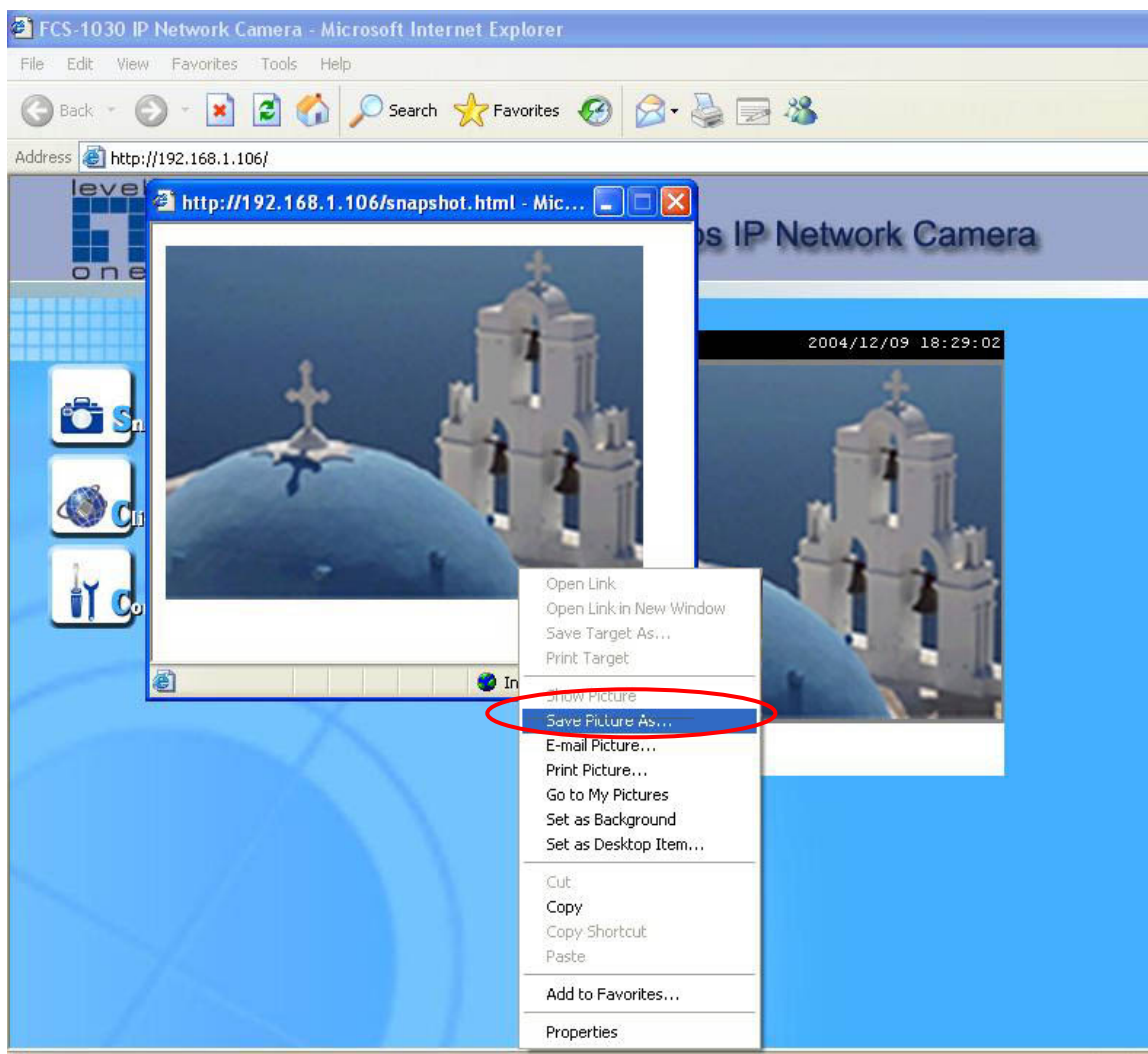 FCS-1030 IP Network Camera - Microsoft Internet Explorer
File Edit View Favorites Tools Help
Back Search Favorites
Address http://192.168.1.106/
level
one
http://192.168.1.106/snapshot.html - Mic...
IP Network Camera
2004/12/09 18:29:02
Open Link
Open Link in New Window
Save Target As...
Print Target
Show Picture
Save Picture As...
E-mail Picture...
Print Picture...
Go to My Pictures
Set as Background
Set as Desktop Item...
Cut
Copy
Copy Shortcut
Paste
Add to Favorites...
Properties